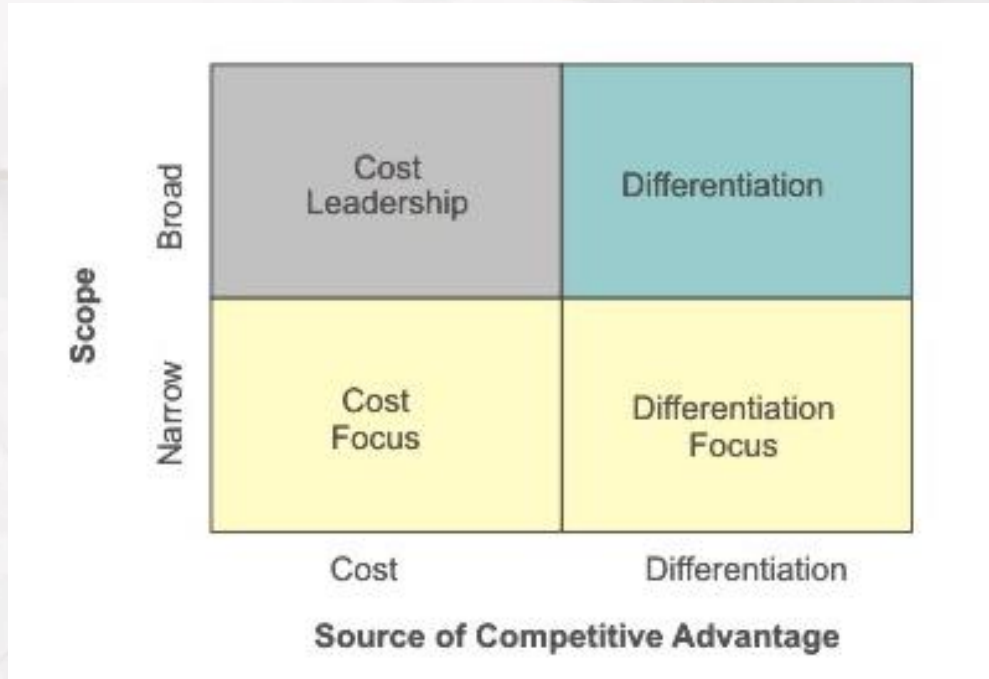 Scope
Broad
Narrow
Cost
Leadership
Differentiation
Cost
Focus
Differentiation
Focus
Cost
Differentiation
Source of Competitive Advantage